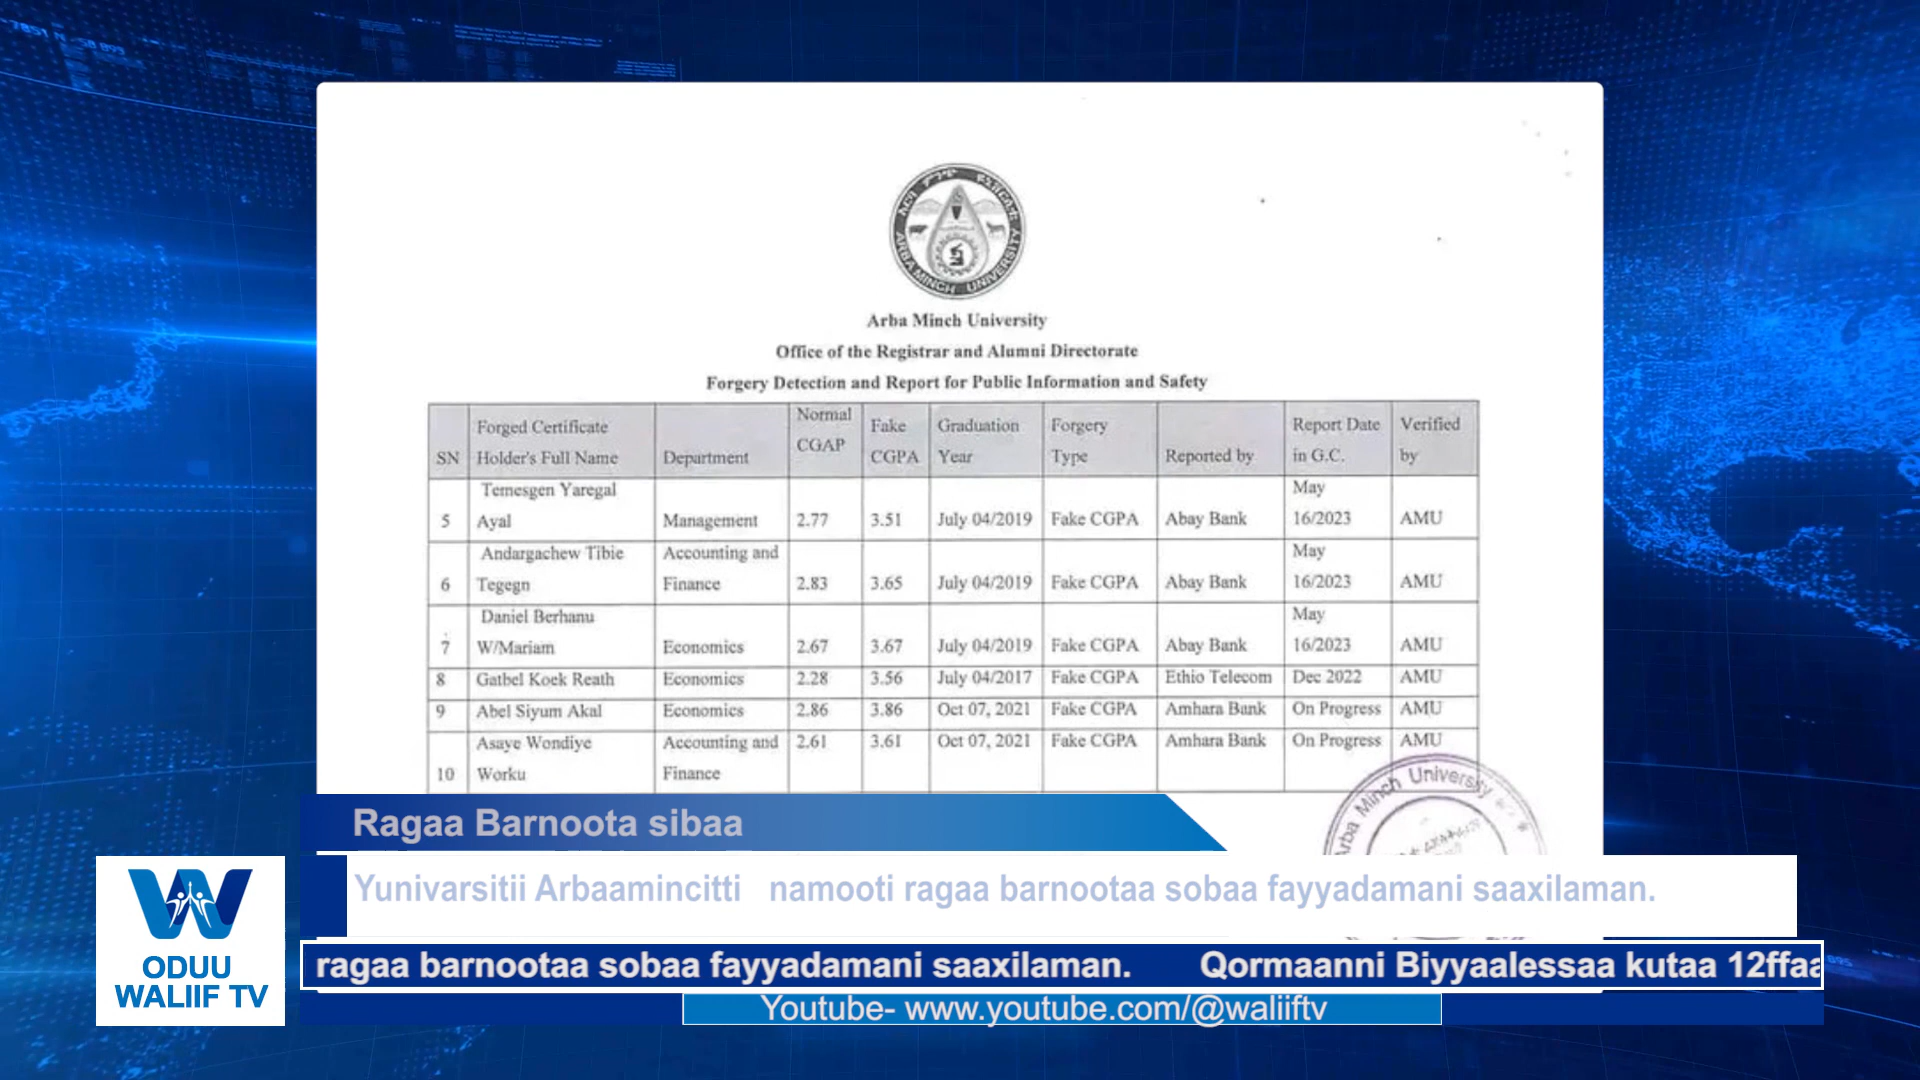 ARBA MINCH UNIVERSITY
Arba Minch University
Office of the Registrar and Alumni Directorate
Forgery Detection and Report for Public Information and Safety
SN Forged Certificate Holder's Full Name Department Normal CGAP Fake CGPA Graduation Year Forgery Type Reported by Report Date in G.C. Verified by
5 Temesgen Yaregal Ayal Management 2.77 3.51 July 04/2019 Fake CGPA Abay Bank May 16/2023 AMU
6 Andargachew Tibie Tegegn Accounting and Finance 2.83 3.65 July 04/2019 Fake CGPA Abay Bank May 16/2023 AMU
7 Daniel Berhanu W/Mariam Economics 2.67 3.67 July 04/2019 Fake CGPA Abay Bank May 16/2023 AMU
8 Gatbel Koek Reath Economics 2.28 3.56 July 04/2017 Fake CGPA Ethio Telecom Dec 2022 AMU
9 Abel Siyum Akal Economics 2.86 3.86 Oct 07, 2021 Fake CGPA Amhara Bank On Progress AMU
10 Asaye Wondiye Worku Accounting and Finance 2.61 3.61 Oct 07, 2021 Fake CGPA Amhara Bank On Progress AMU
Arba Minch University
Ragaa Barnoota sibaa
Yunivarsitii Arbaamincitti namooti ragaa barnootaa sobaa fayyadamani saaxilaman.
ODUU
WALIIF TV
ragaa barnootaa sobaa fayyadamani saaxilaman. Qormaanni Biyyaalessaa kutaa 12ffaa
Youtube- www.youtube.com/@waliiftv